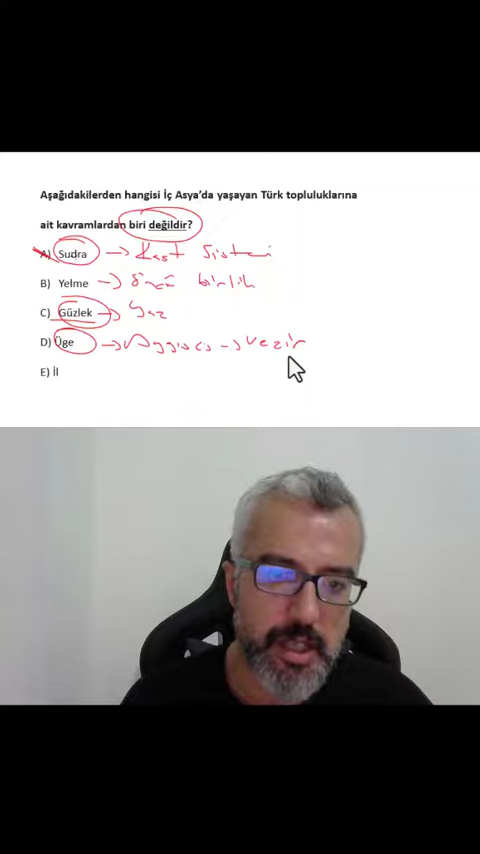 Aşağıdakilerden hangisi İç Asya'da yaşayan Türk topluluklarına
ait kavramlardan biri değildir?
A) Sudra → Kast Sistemi
B) Yelme → öncü birlik
C) Güzlek → Yaz
D) Üge → Ayguci → vezir
E) İl